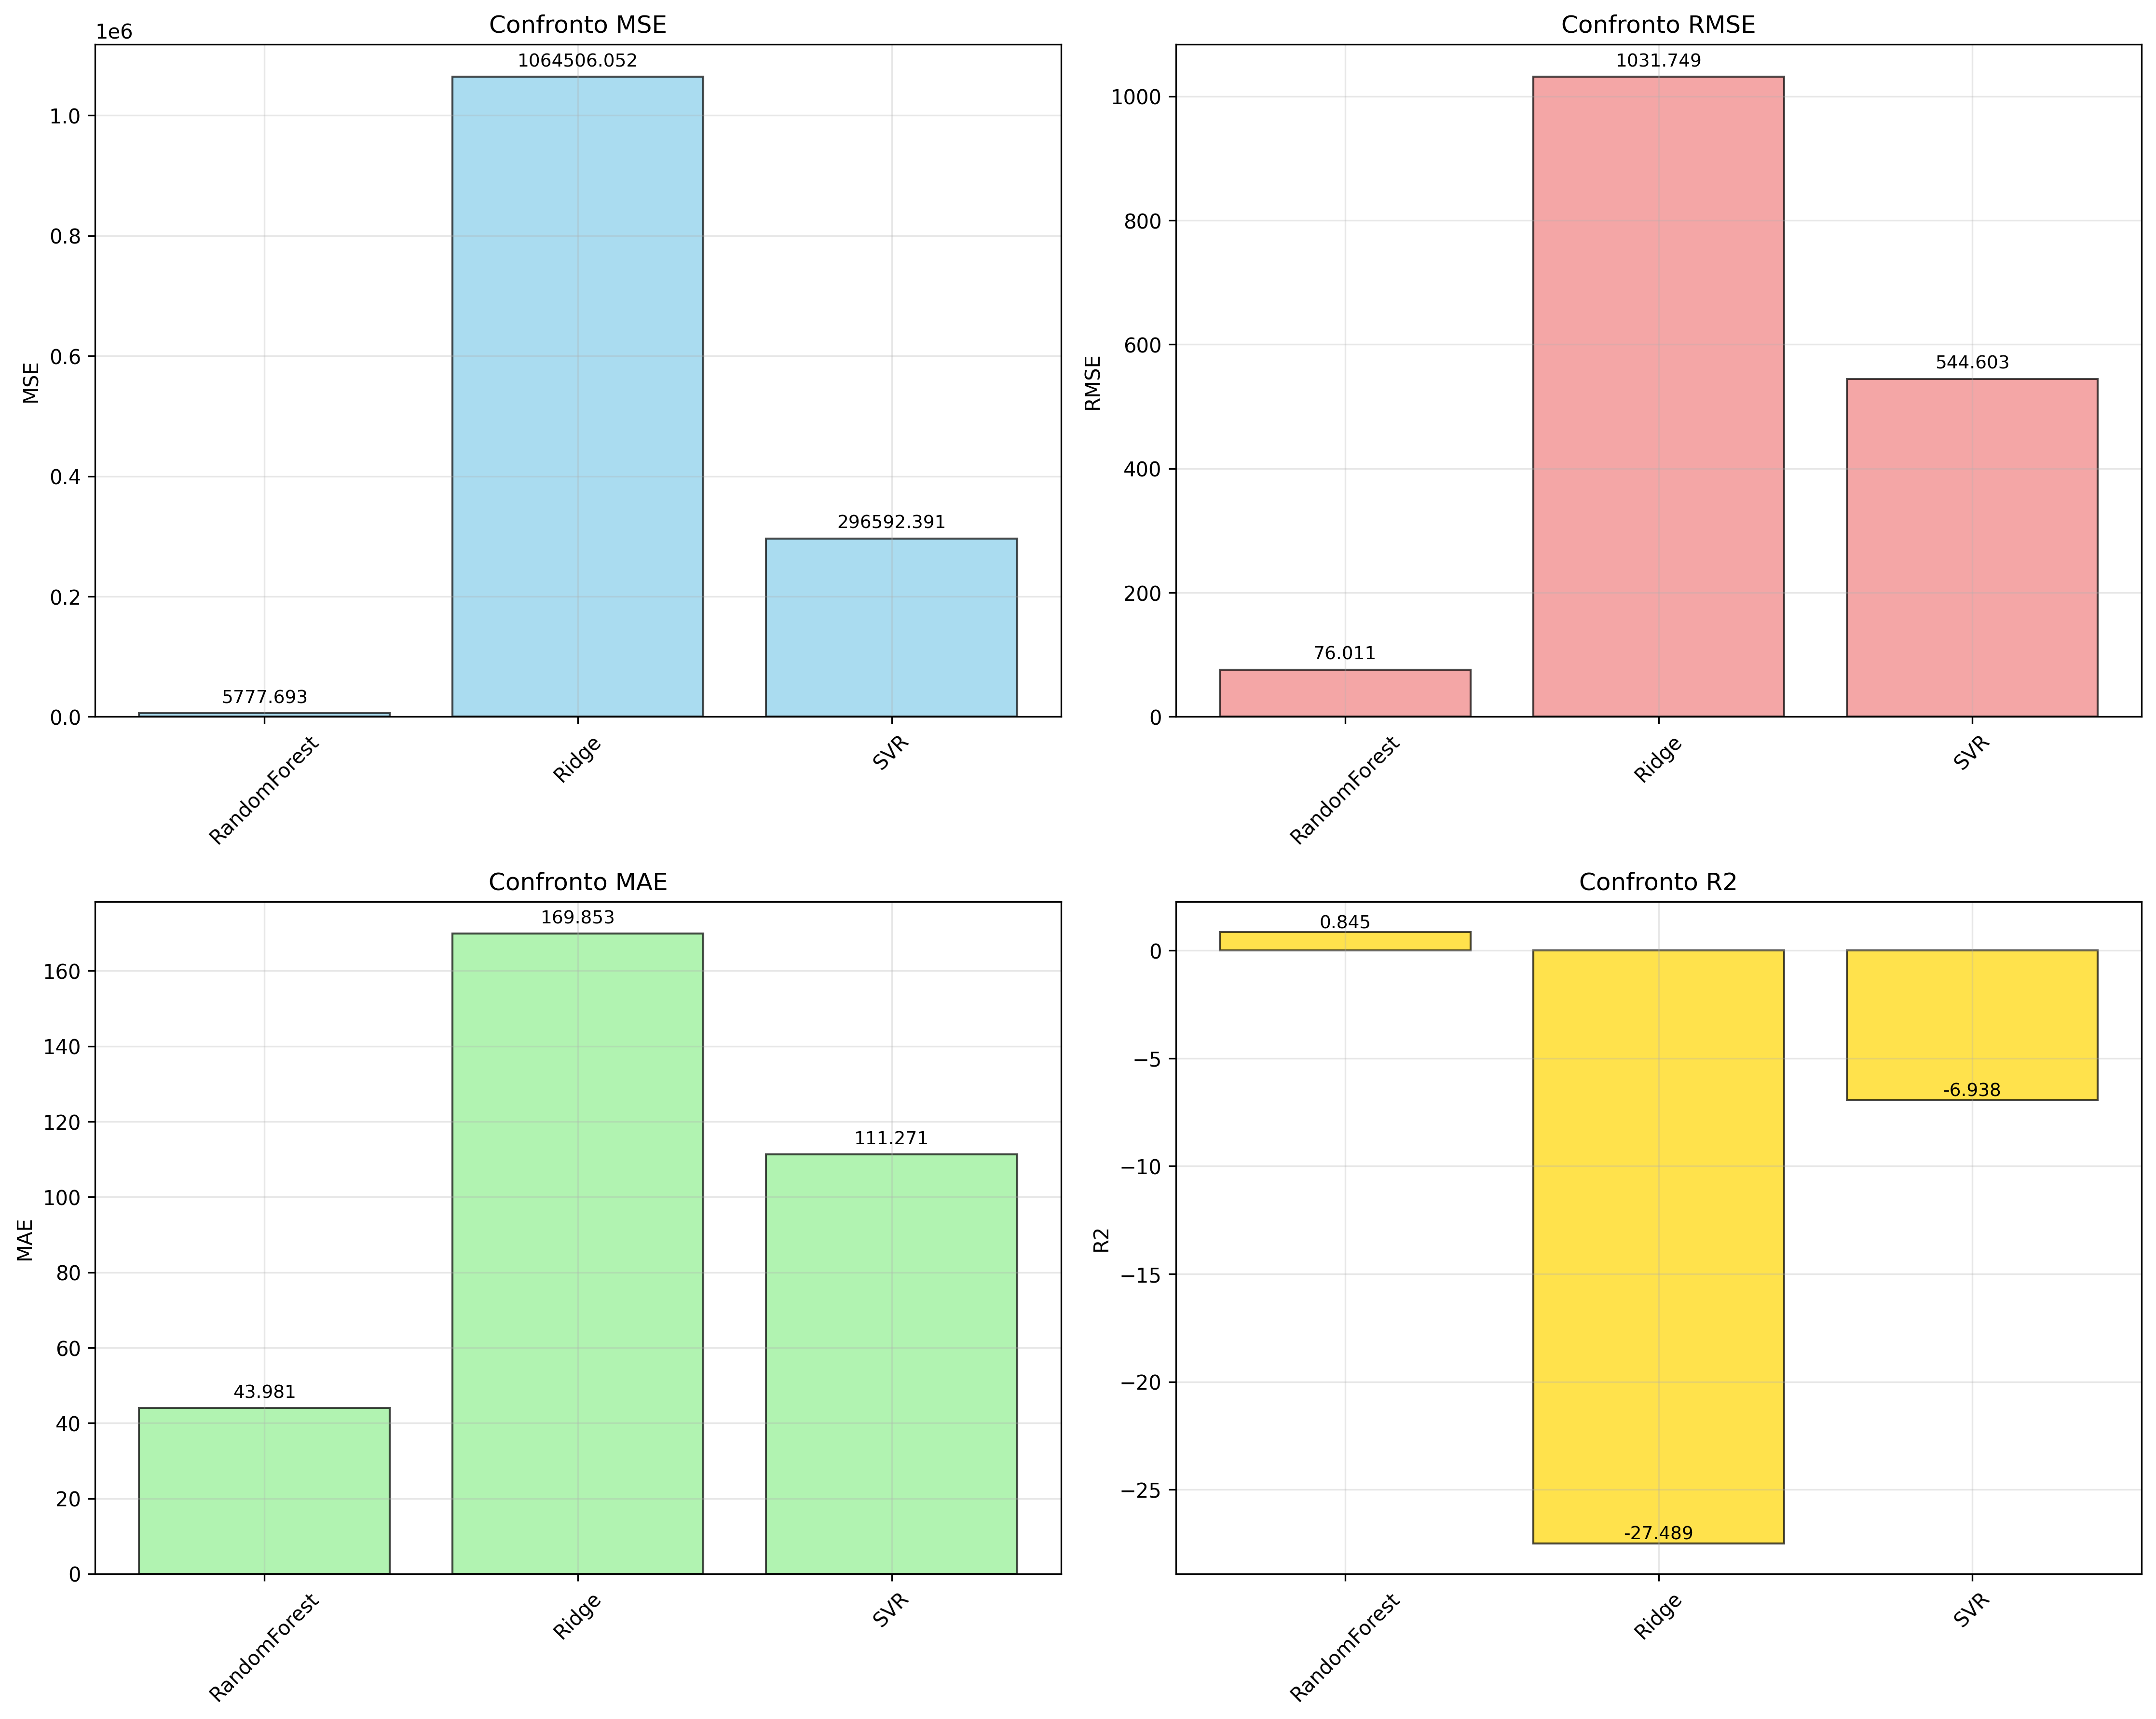 Confronto MSE
1e6
MSE
1.0
0.8
0.6
0.4
0.2
0.0
5777.693
1064506.052
296592.391
RandomForest
Ridge
SVR
Confronto RMSE
RMSE
1000
800
600
400
200
0
76.011
1031.749
544.603
RandomForest
Ridge
SVR
Confronto MAE
MAE
160
140
120
100
80
60
40
20
0
43.981
169.853
111.271
RandomForest
Ridge
SVR
Confronto R2
R2
0
−5
−10
−15
−20
−25
0.845
-27.489
-6.938
RandomForest
Ridge
SVR